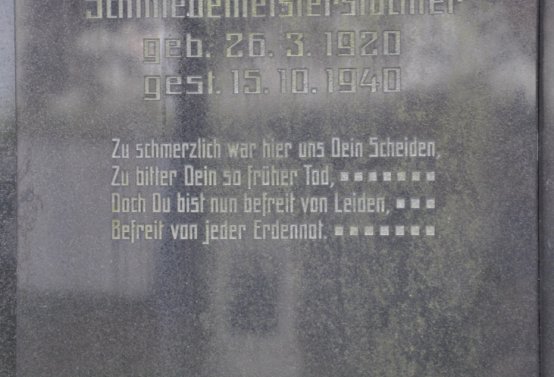 Schmiedemeisterstochter
geb. 26. 3. 1920
gest. 15. 10. 1940
Zu schmerzlich war hier uns Dein Scheiden,
Zu bitter Dein so früher Tod,
Doch Du bist nun befreit von Leiden,
Befreit von jeder Erdennot.